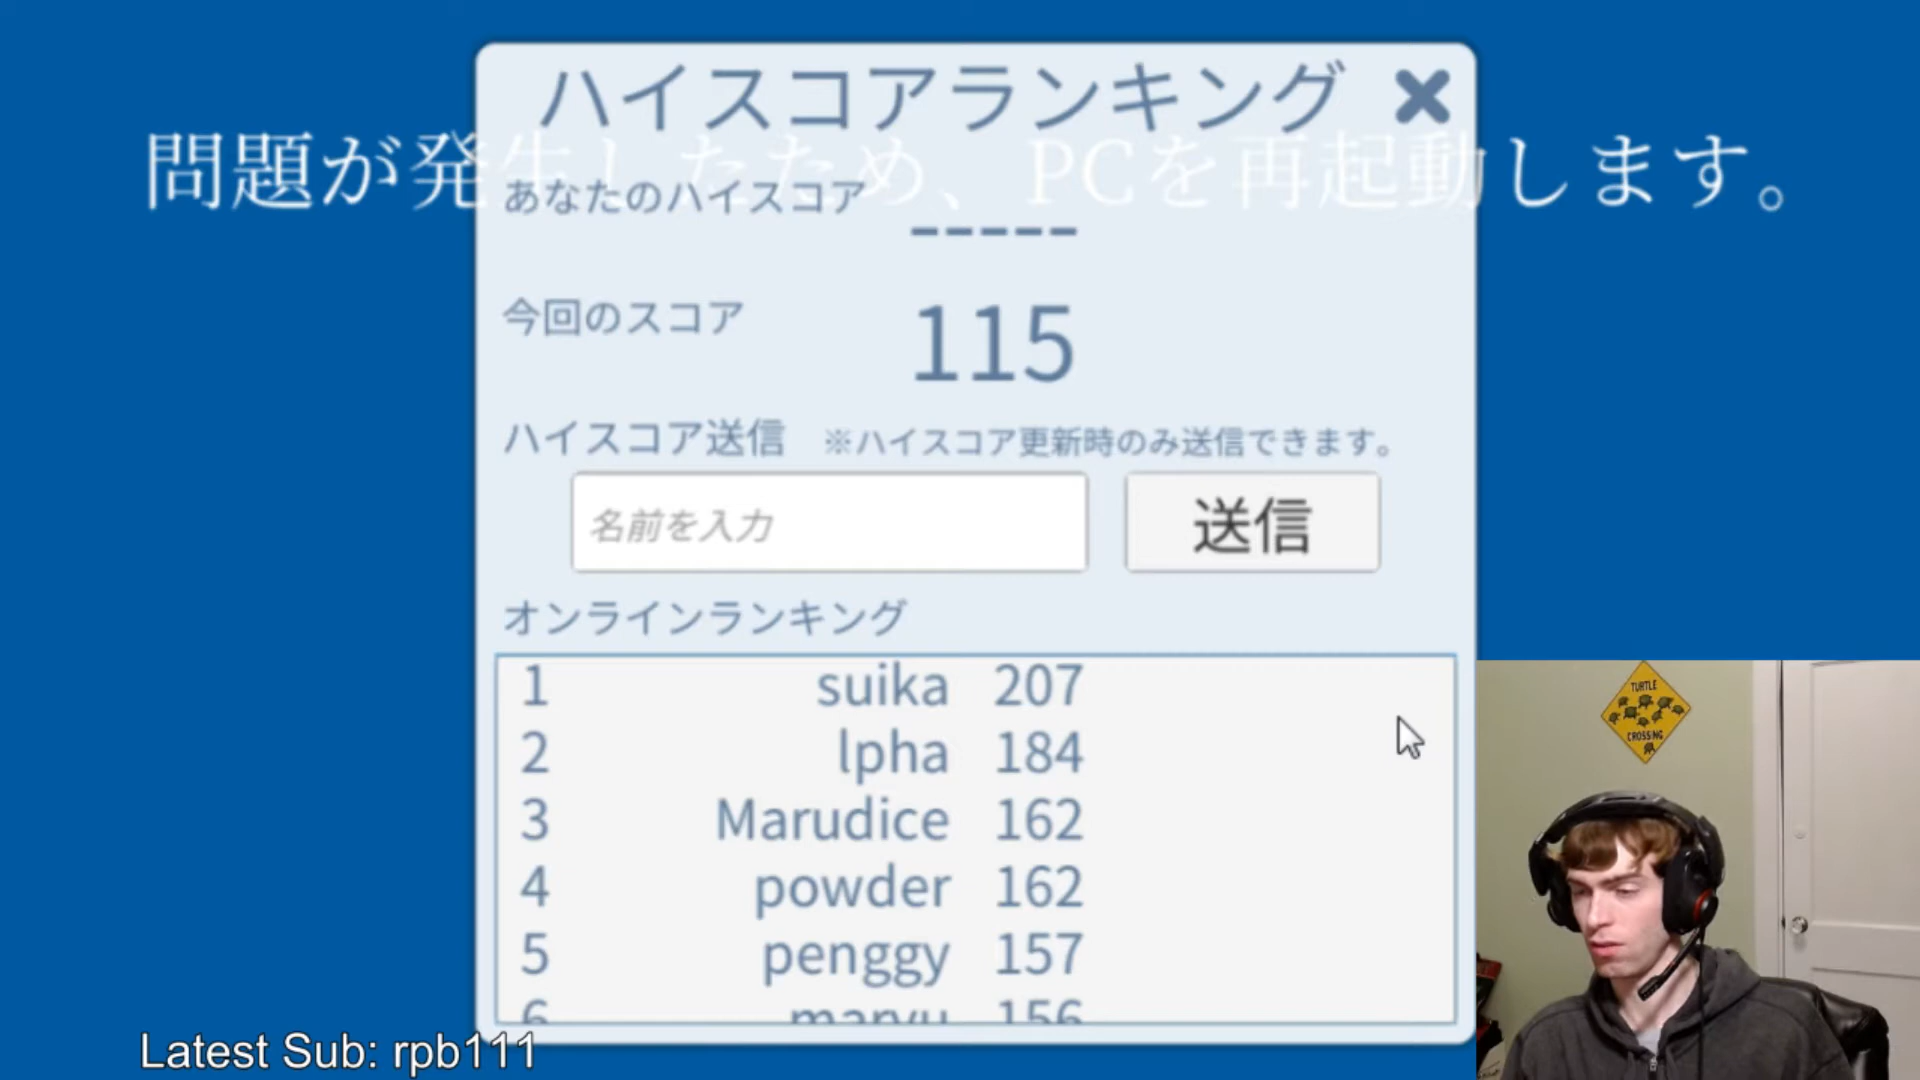 ハイスコアランキング
問題が発生したため、PCを再起動します。
あなたのハイスコア
-----
今回のスコア
115
ハイスコア送信 ※ハイスコア更新時のみ送信できます。
名前を入力 送信
オンラインランキング
1 suika 207
2 lpha 184
3 Marudice 162
4 powder 162
5 penggy 157
6 maryu 156
Latest Sub: rpb111
TURTLE
CROSSING